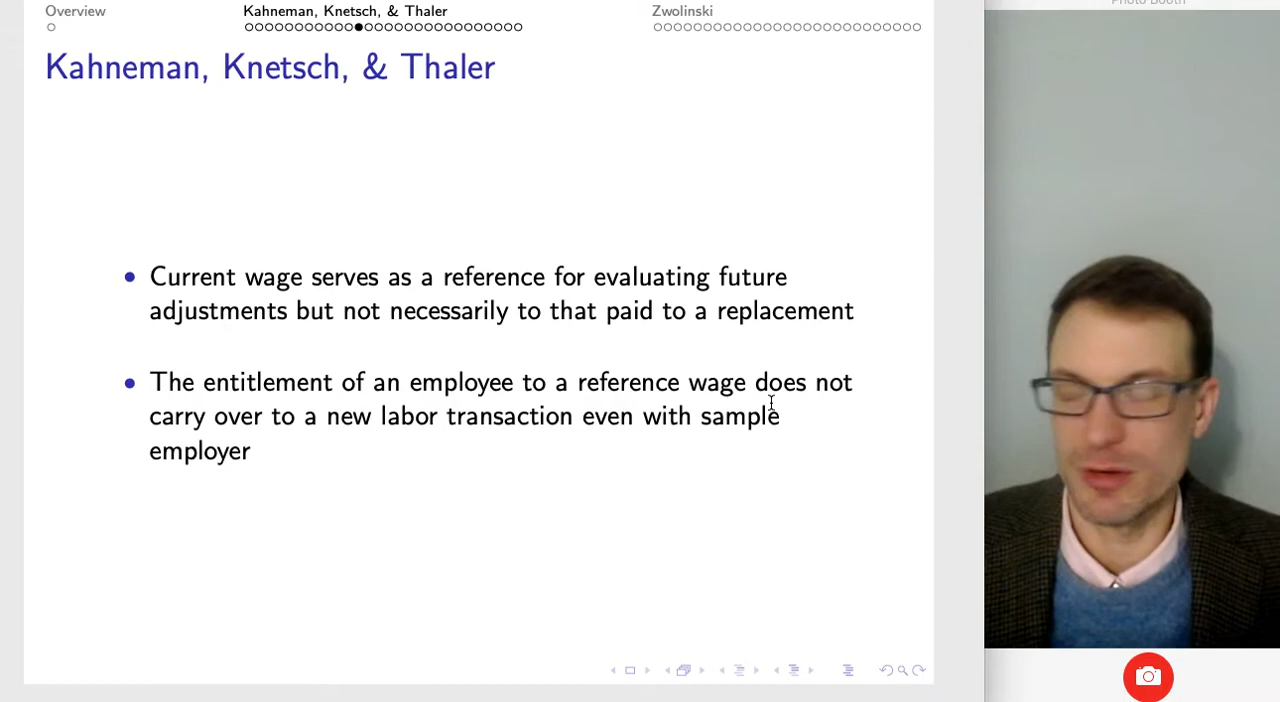 Photo Booth
Overview
Kahneman, Knetsch, & Thaler
Zwolinski
Kahneman, Knetsch, & Thaler
Current wage serves as a reference for evaluating future
adjustments but not necessarily to that paid to a replacement
The entitlement of an employee to a reference wage does not
carry over to a new labor transaction even with sample
employer